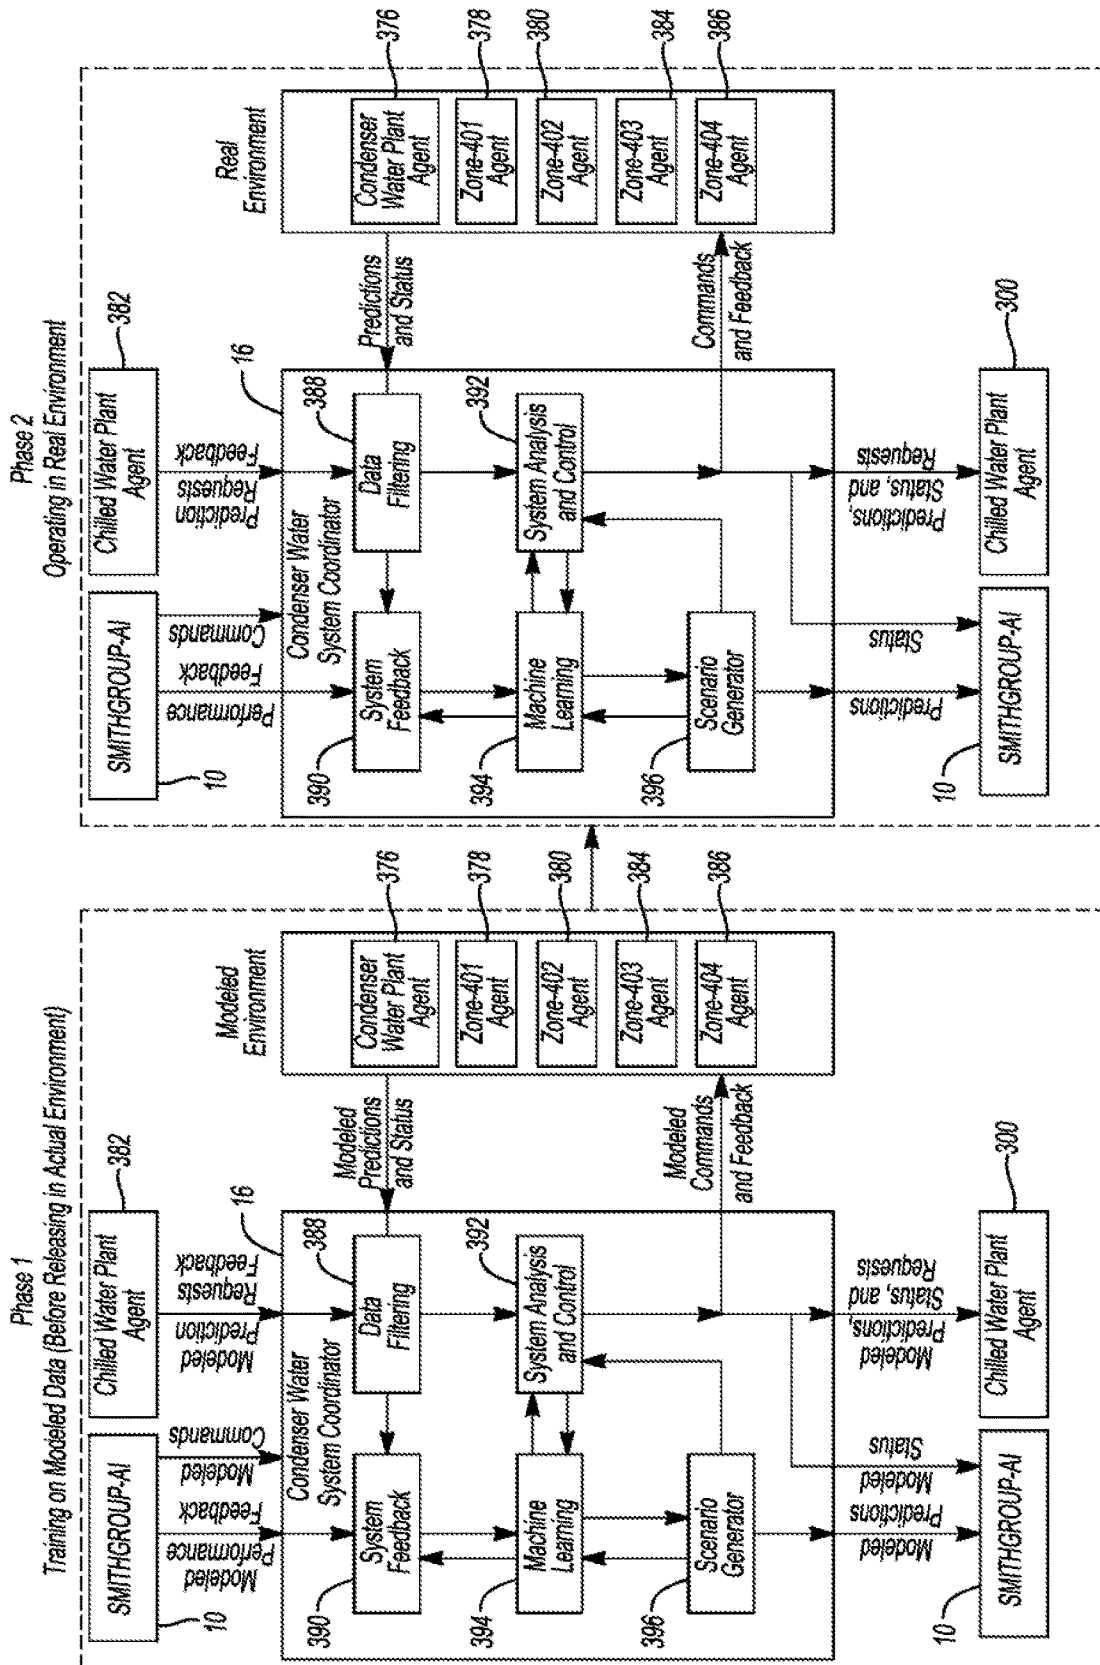 Phase 1
Training on Modeled Data (Before Releasing in Actual Environment)
SMITHGROUP-AI
10
Chilled Water Plant
Agent
382
Modeled
Performance
Feedback
Modeled
Commands
Modeled
Prediction
Requests
Feedback
16
Condenser Water
System Coordinator
System
Feedback
390
Data
Filtering
388
Machine
Learning
394
System Analysis
and Control
392
Scenario
Generator
396
Modeled
Predictions
and Status
Modeled
Commands
and Feedback
Modeled
Environment
Condenser
Water Plant
Agent
376
Zone-401
Agent
378
Zone-402
Agent
380
Zone-403
Agent
384
Zone-404
Agent
386
Modeled
Predictions
Modeled
Status
Modeled
Predictions,
Status, and
Requests
SMITHGROUP-AI
10
Chilled Water Plant
Agent
300
Phase 2
Operating in Real Environment
SMITHGROUP-AI
10
Chilled Water Plant
Agent
382
Performance
Feedback
Commands
Prediction
Requests
Feedback
16
Condenser Water
System Coordinator
System
Feedback
390
Data
Filtering
388
Machine
Learning
394
System Analysis
and Control
392
Scenario
Generator
396
Predictions
and Status
Commands
and Feedback
Real
Environment
Condenser
Water Plant
Agent
376
Zone-401
Agent
378
Zone-402
Agent
380
Zone-403
Agent
384
Zone-404
Agent
386
Predictions
Status
Predictions,
Status, and
Requests
SMITHGROUP-AI
10
Chilled Water Plant
Agent
300